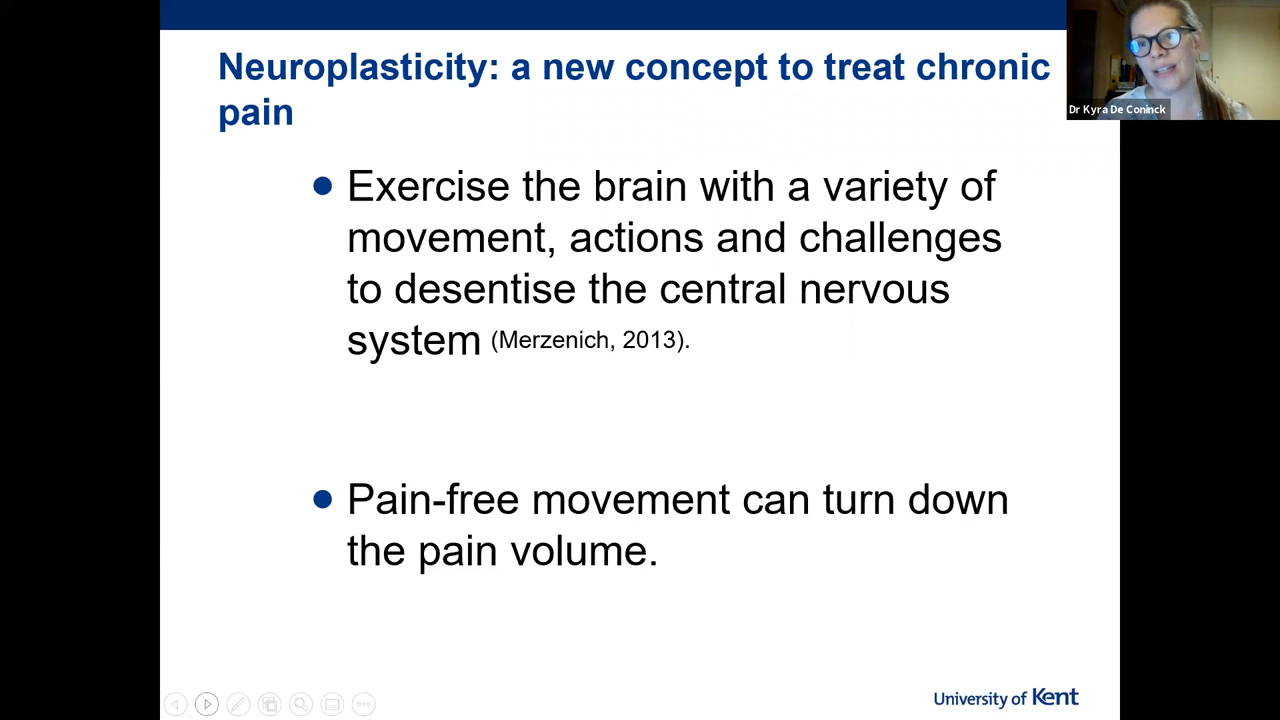 Neuroplasticity: a new concept to treat chronic
pain
Dr Kyra De Coninck
Exercise the brain with a variety of
movement, actions and challenges
to desentise the central nervous
system (Merzenich, 2013).
Pain-free movement can turn down
the pain volume.
University of Kent